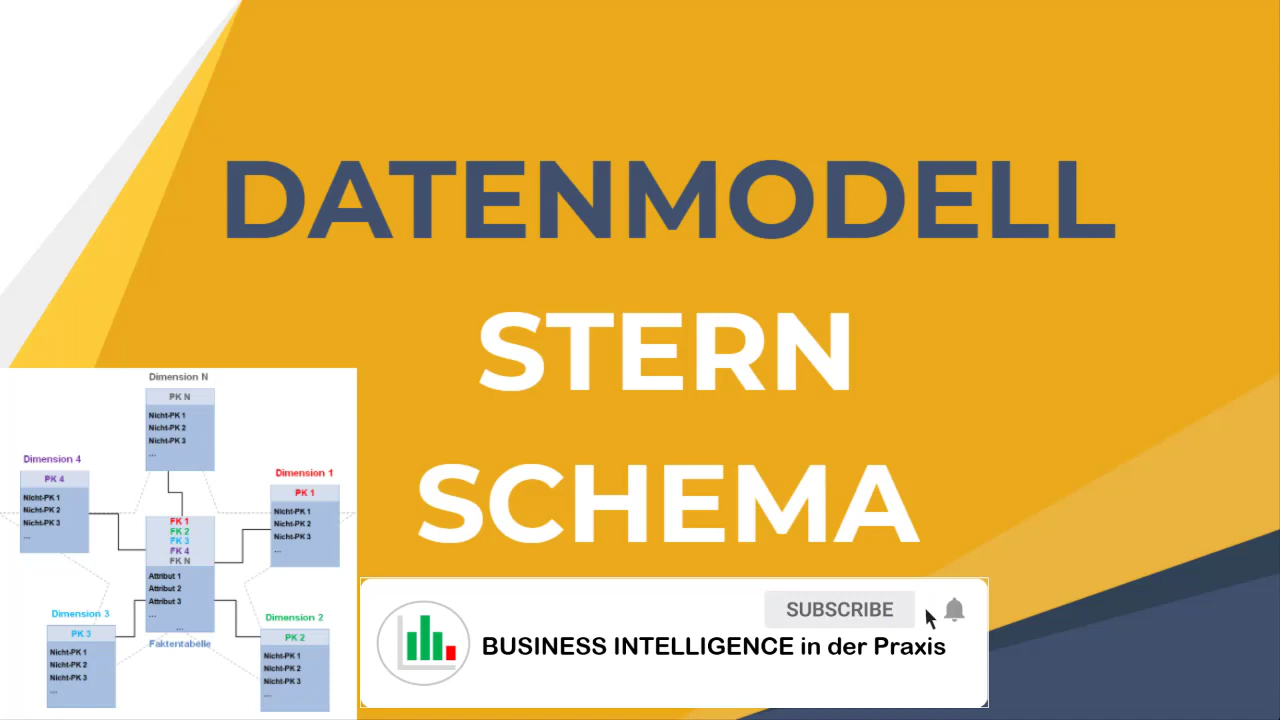 DATENMODELL
STERN
SCHEMA
Dimension N
PK N
Nicht-PK 1
Nicht-PK 2
Nicht-PK 3
...
Dimension 4
PK 4
Nicht-PK 1
Nicht-PK 2
Nicht-PK 3
...
Dimension 1
PK 1
Nicht-PK 1
Nicht-PK 2
Nicht-PK 3
...
FK 1
FK 2
FK 3
FK 4
FK N
Attribut 1
Attribut 2
Attribut 3
...
...
Faktentabelle
Dimension 3
PK 3
Nicht-PK 1
Nicht-PK 2
Nicht-PK 3
...
Dimension 2
PK 2
Nicht-PK 1
Nicht-PK 2
Nicht-PK 3
...
SUBSCRIBE
BUSINESS INTELLIGENCE in der Praxis